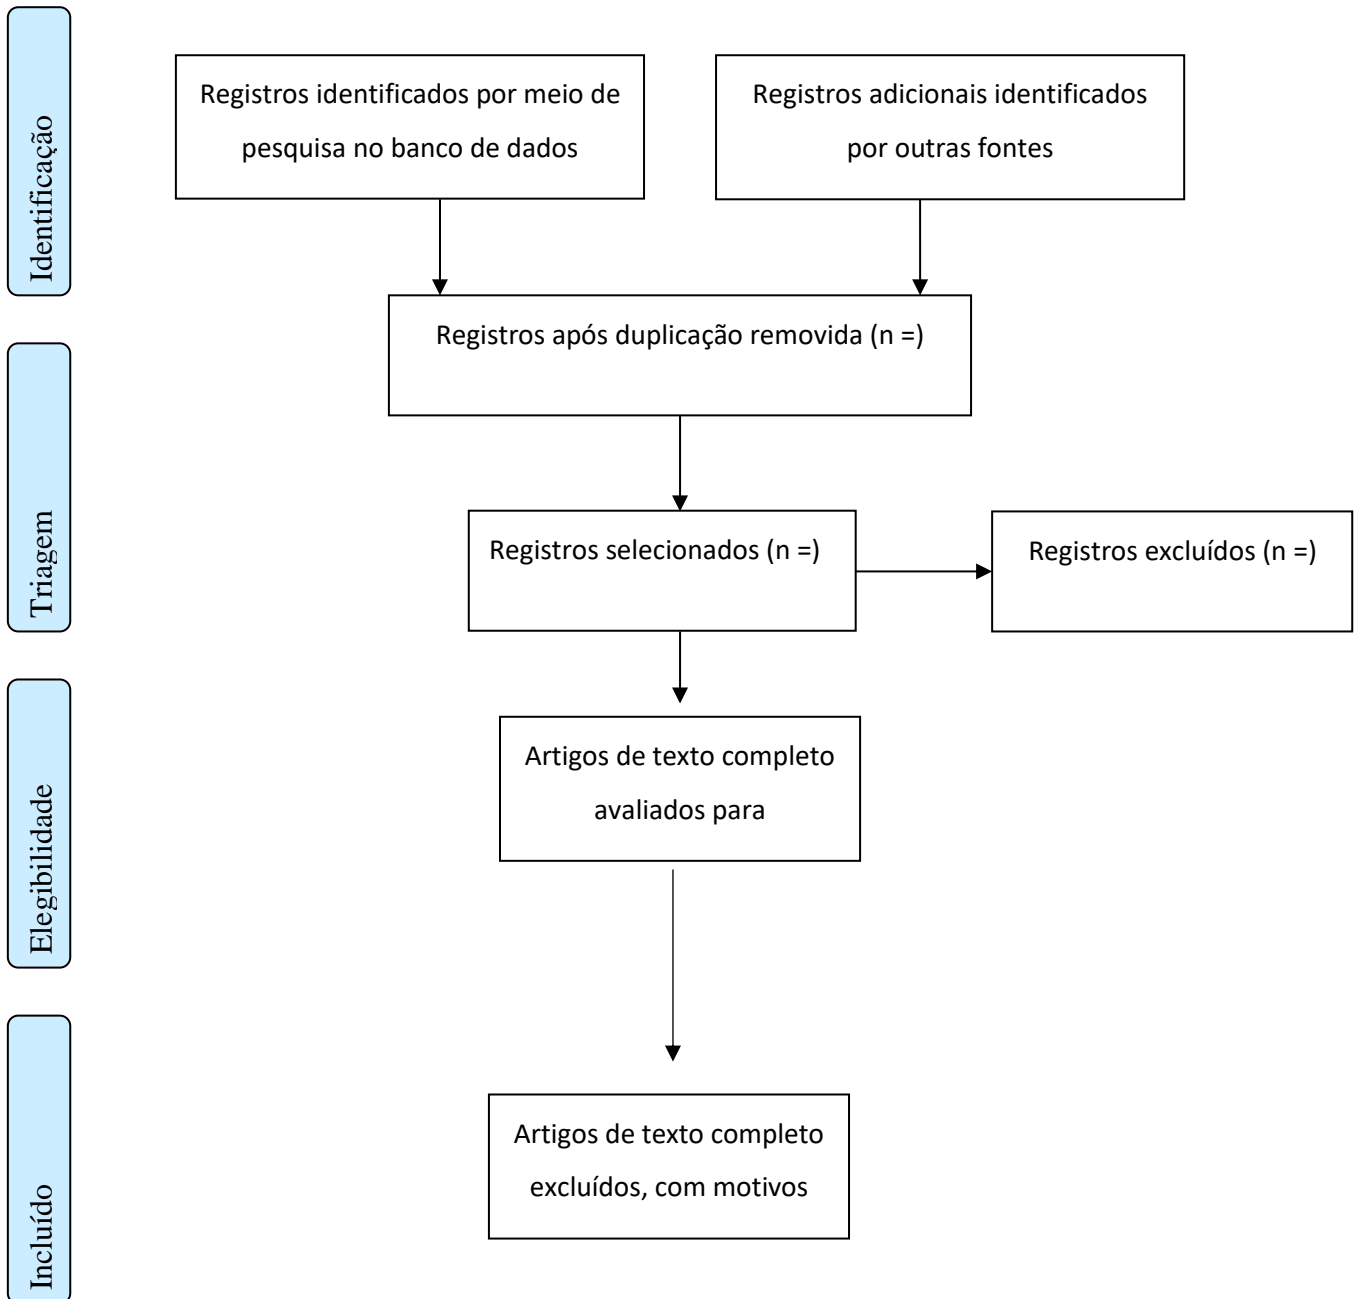 Identificação
Registros identificados por meio de
pesquisa no banco de dados
Registros adicionais identificados
por outras fontes
Registros após duplicação removida (n =)
Triagem
Registros selecionados (n =)
Registros excluídos (n =)
Elegibilidade
Artigos de texto completo
avaliados para
Incluído
Artigos de texto completo
excluídos, com motivos